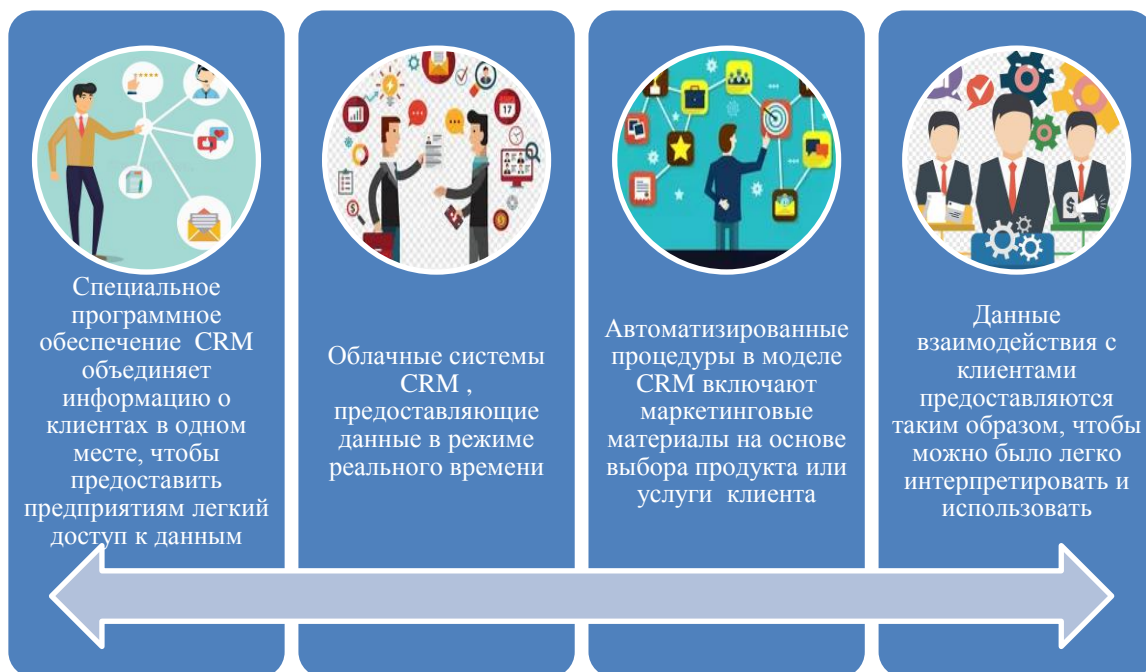 Специальное
программное
обеспечение CRM
объединяет
информацию о
клиентах в одном
месте, чтобы
предоставить
предприятиям легкий
доступ к данным
Облачные системы
CRM ,
предоставляющие
данные в режиме
реального времени
Автоматизированные
процедуры в моделе
CRM включают
маркетинговые
материалы на основе
выбора продукта или
услуги клиента
Данные
взаимодействия с
клиентами
предоставляются
таким образом, чтобы
можно было легко
интерпретировать и
использовать
17
$